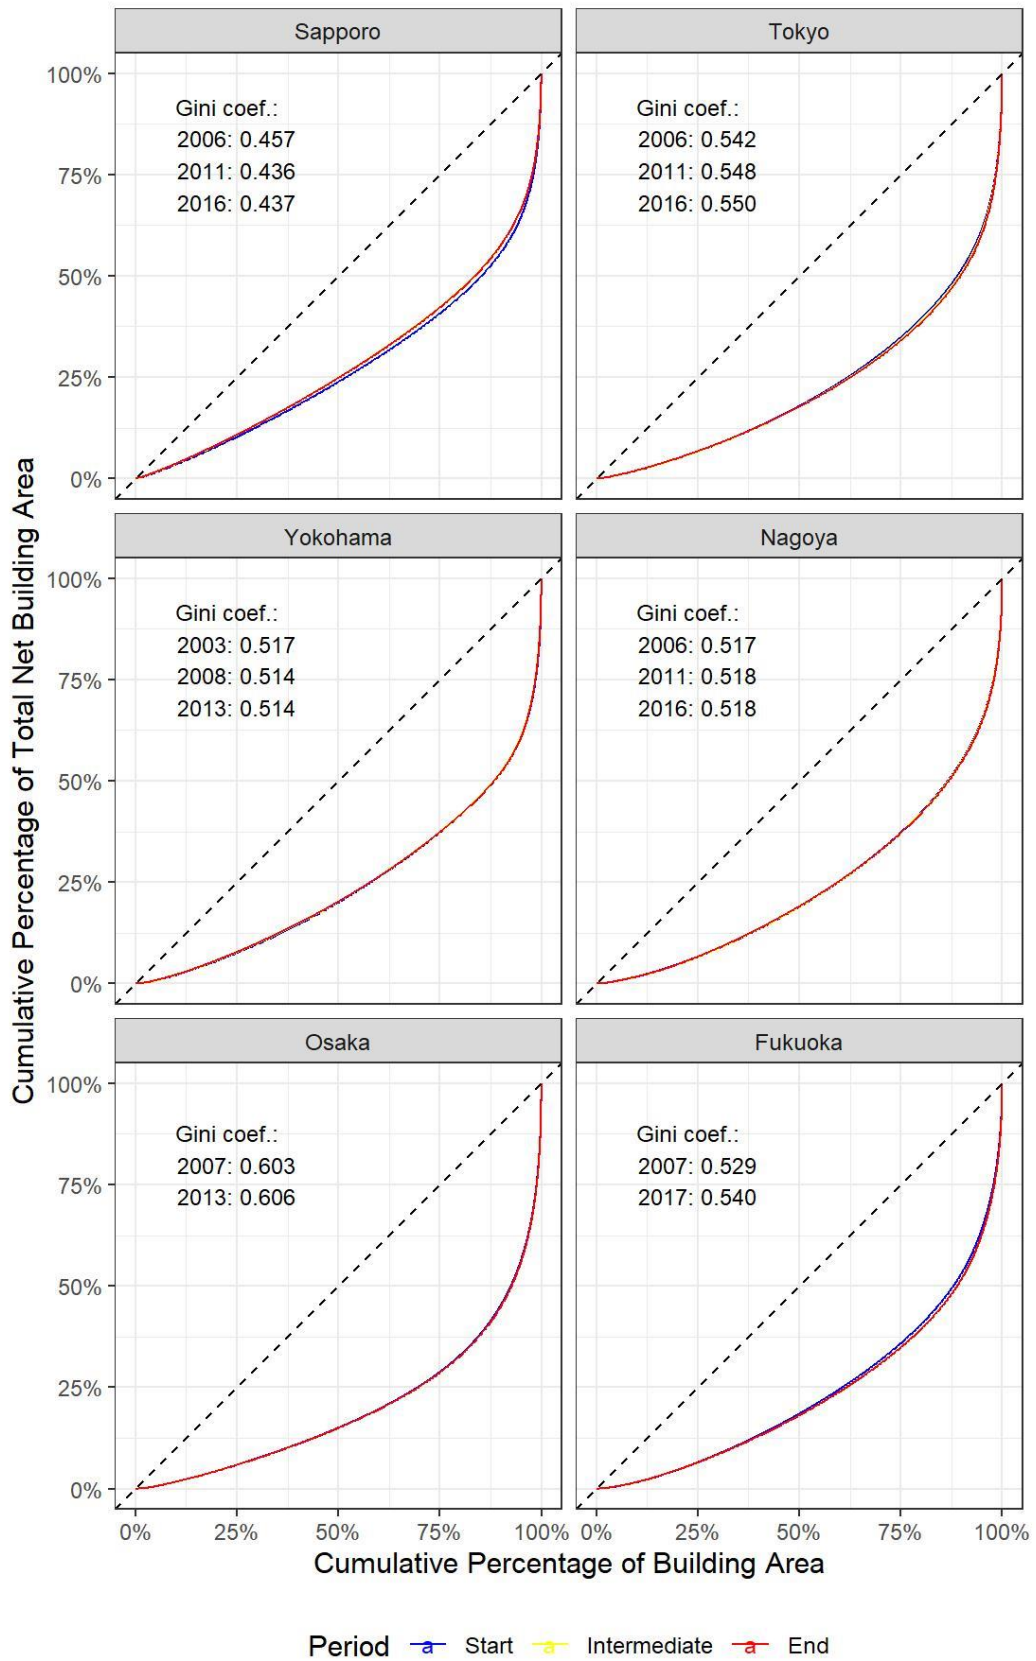 Sapporo
Tokyo
100%
75%
50%
25%
0%
Gini coef.:
2006: 0.457
2011: 0.436
2016: 0.437
Gini coef.:
2006: 0.542
2011: 0.548
2016: 0.550
Yokohama
Nagoya
100%
75%
50%
25%
0%
Gini coef.:
2003: 0.517
2008: 0.514
2013: 0.514
Gini coef.:
2006: 0.517
2011: 0.518
2016: 0.518
Osaka
Fukuoka
100%
75%
50%
25%
0%
Gini coef.:
2007: 0.603
2013: 0.606
Gini coef.:
2007: 0.529
2017: 0.540
0% 25% 50% 75% 100%
0% 25% 50% 75% 100%
Cumulative Percentage of Total Net Building Area
Cumulative Percentage of Building Area
Period a Start a Intermediate a End